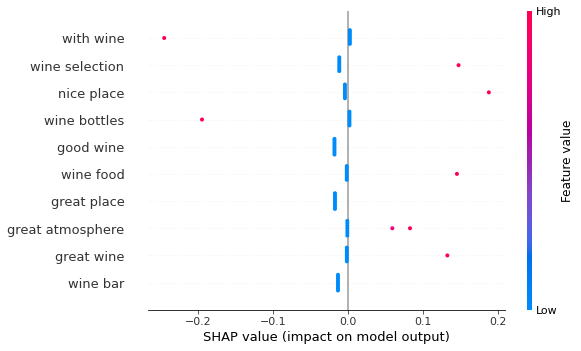 High
with wine
wine selection
nice place
wine bottles
good wine
wine food
great place
great atmosphere
great wine
wine bar
Feature value
Low
−0.2
−0.1
0.0
0.1
0.2
SHAP value (impact on model output)